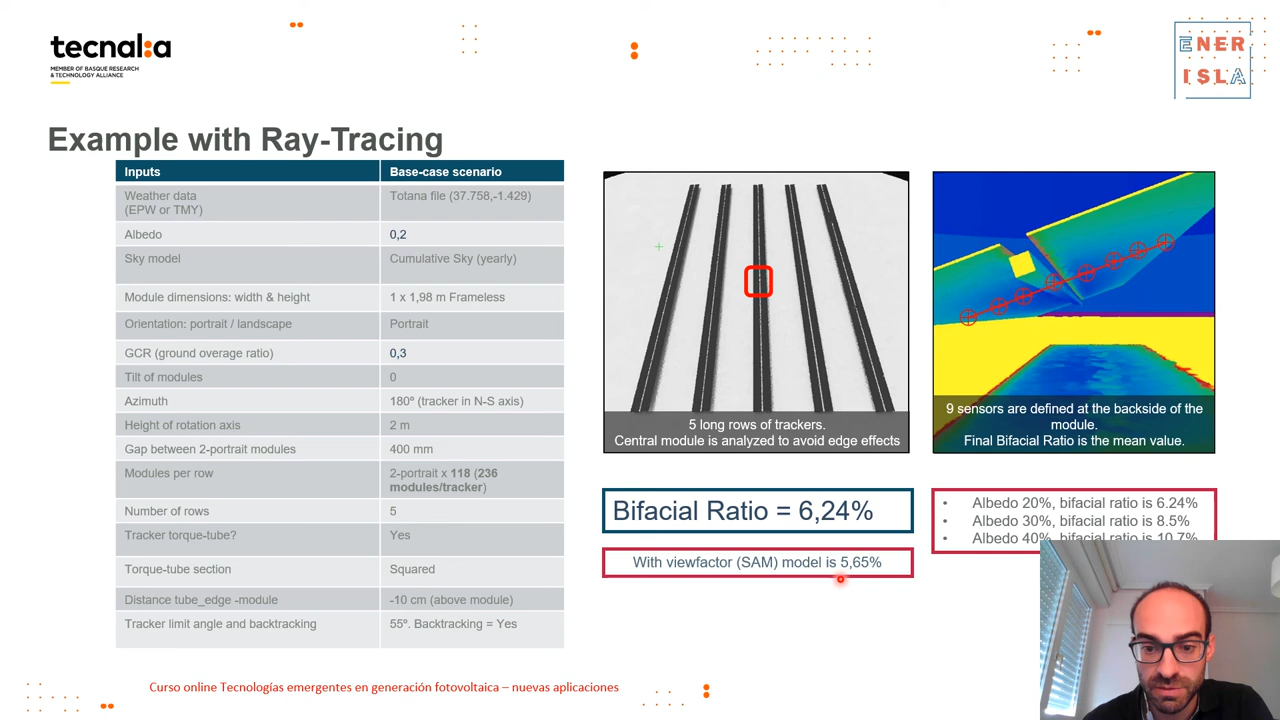 tecnalia
MEMBER OF BASQUE RESEARCH
& TECHNOLOGY ALLIANCE
ENER
ISLA
Example with Ray-Tracing
Inputs Base-case scenario
Weather data Totana file (37.758,-1.429)
(EPW or TMY)
Albedo 0,2
Sky model Cumulative Sky (yearly)
Module dimensions: width & height 1 x 1,98 m Frameless
Orientation: portrait / landscape Portrait
GCR (ground overage ratio) 0,3
Tilt of modules 0
Azimuth 180º (tracker in N-S axis)
Height of rotation axis 2 m
Gap between 2-portrait modules 400 mm
Modules per row 2-portrait x 118 (236
modules/tracker)
Number of rows 5
Tracker torque-tube? Yes
Torque-tube section Squared
Distance tube_edge -module -10 cm (above module)
Tracker limit angle and backtracking 55º. Backtracking = Yes
5 long rows of trackers.
Central module is analyzed to avoid edge effects
9 sensors are defined at the backside of the
module.
Final Bifacial Ratio is the mean value.
Bifacial Ratio = 6,24%
With viewfactor (SAM) model is 5,65%
• Albedo 20%, bifacial ratio is 6.24%
• Albedo 30%, bifacial ratio is 8.5%
• Albedo 40%, bifacial ratio is 10.7%
Curso online Tecnologías emergentes en generación fotovoltaica – nuevas aplicaciones